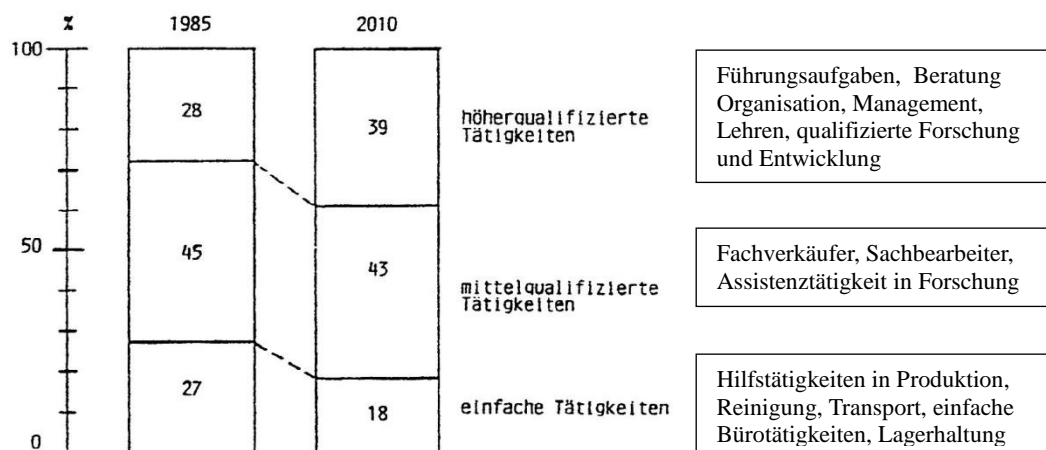 % 1985 2010
100
28
39
höherqualifizierte
Tätigkeiten
Führungsaufgaben, Beratung
Organisation, Management,
Lehren, qualifizierte Forschung
und Entwicklung
50
45
43
mittelqualifizierte
Tätigkeiten
Fachverkäufer, Sachbearbeiter,
Assistenztätigkeit in Forschung
27
18
einfache Tätigkeiten
Hilfstätigkeiten in Produktion,
Reinigung, Transport, einfache
Bürotätigkeiten, Lagerhaltung
0